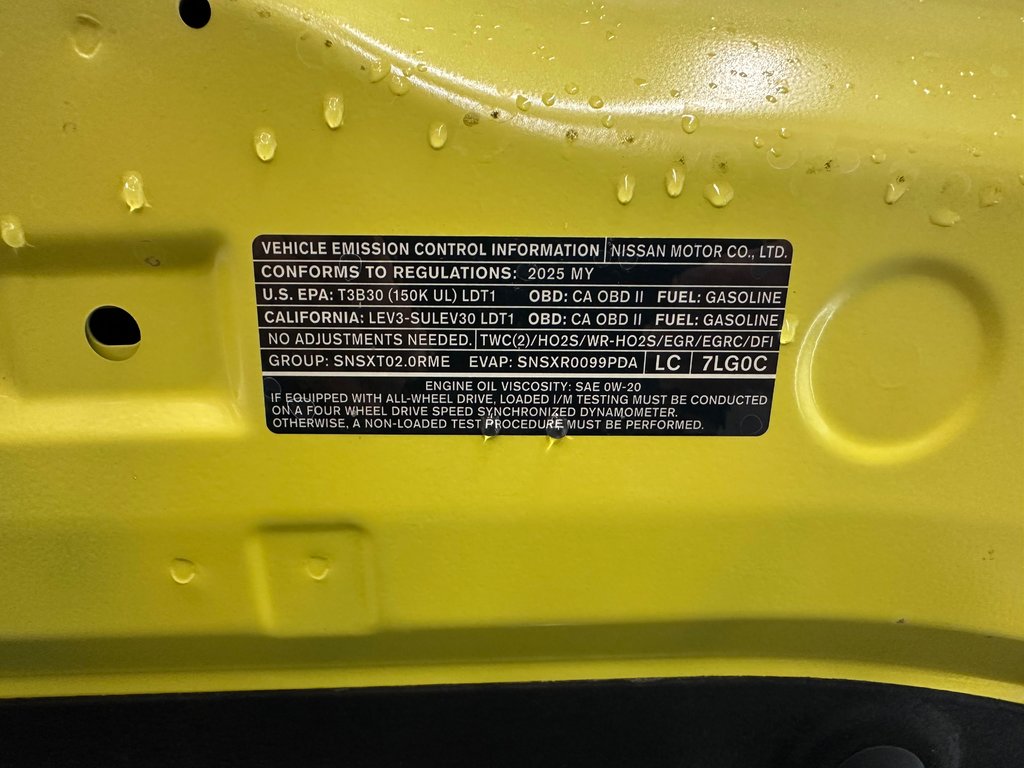 VEHICLE EMISSION CONTROL INFORMATION NISSAN MOTOR CO., LTD.
CONFORMS TO REGULATIONS: 2025 MY
U.S. EPA: T3B30 (150K UL) LDT1 OBD: CA OBD II FUEL: GASOLINE
CALIFORNIA: LEV3-SULEV30 LDT1 OBD: CA OBD II FUEL: GASOLINE
NO ADJUSTMENTS NEEDED. TWC(2)/HO2S/WR-HO2S/EGR/EGRC/DFI
GROUP: SNSXT02.0RME EVAP: SNSXR0099PDA LC 7LG0C
ENGINE OIL VISCOSITY: SAE 0W-20
IF EQUIPPED WITH ALL-WHEEL DRIVE, LOADED I/M TESTING MUST BE CONDUCTED
ON A FOUR WHEEL DRIVE SPEED SYNCHRONIZED DYNAMOMETER.
OTHERWISE, A NON-LOADED TEST PROCEDURE MUST BE PERFORMED.